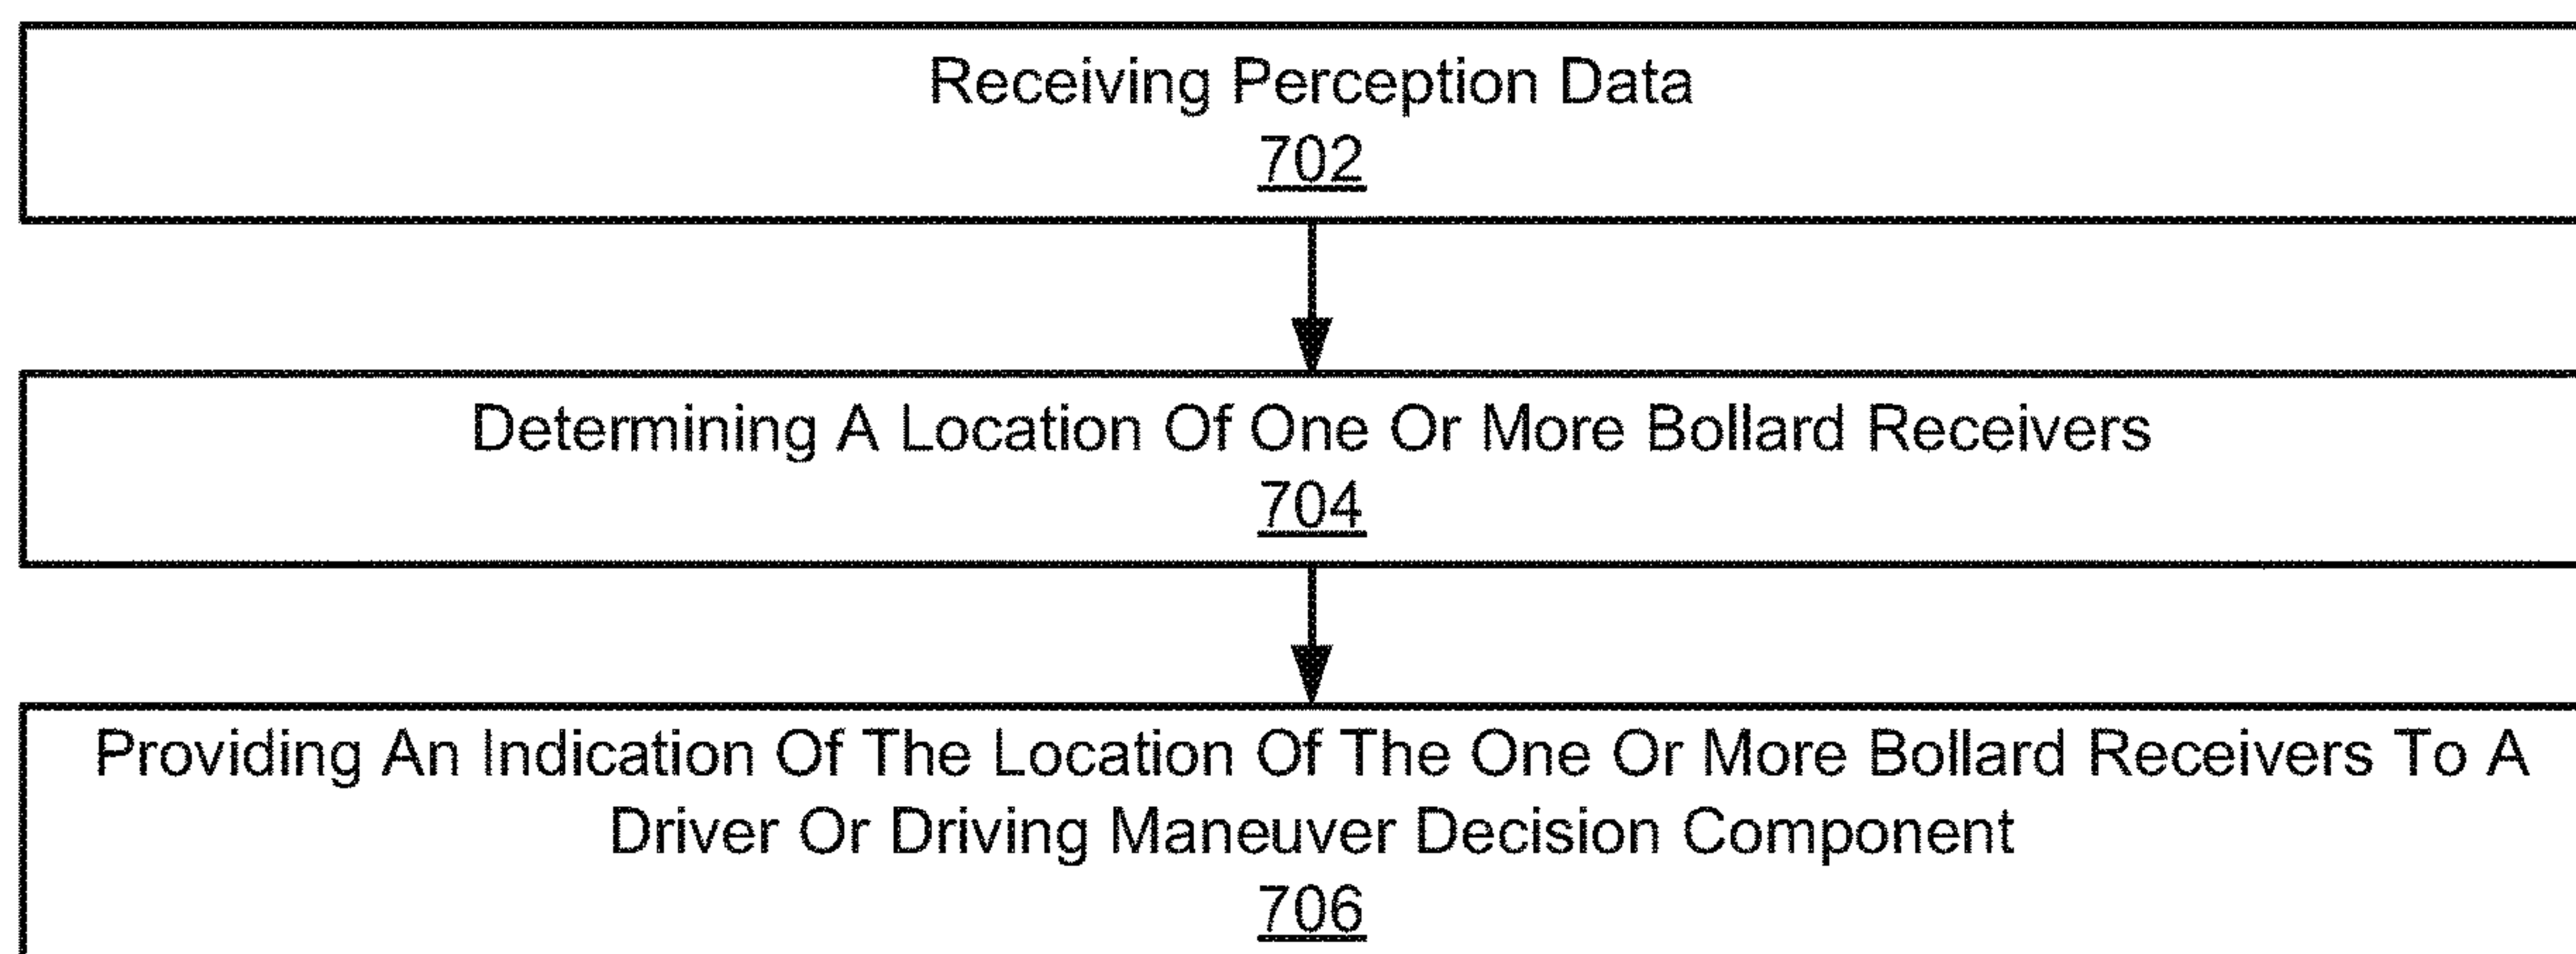 Receiving Perception Data
702
Determining A Location Of One Or More Bollard Receivers
704
Providing An Indication Of The Location Of The One Or More Bollard Receivers To A
Driver Or Driving Maneuver Decision Component
706